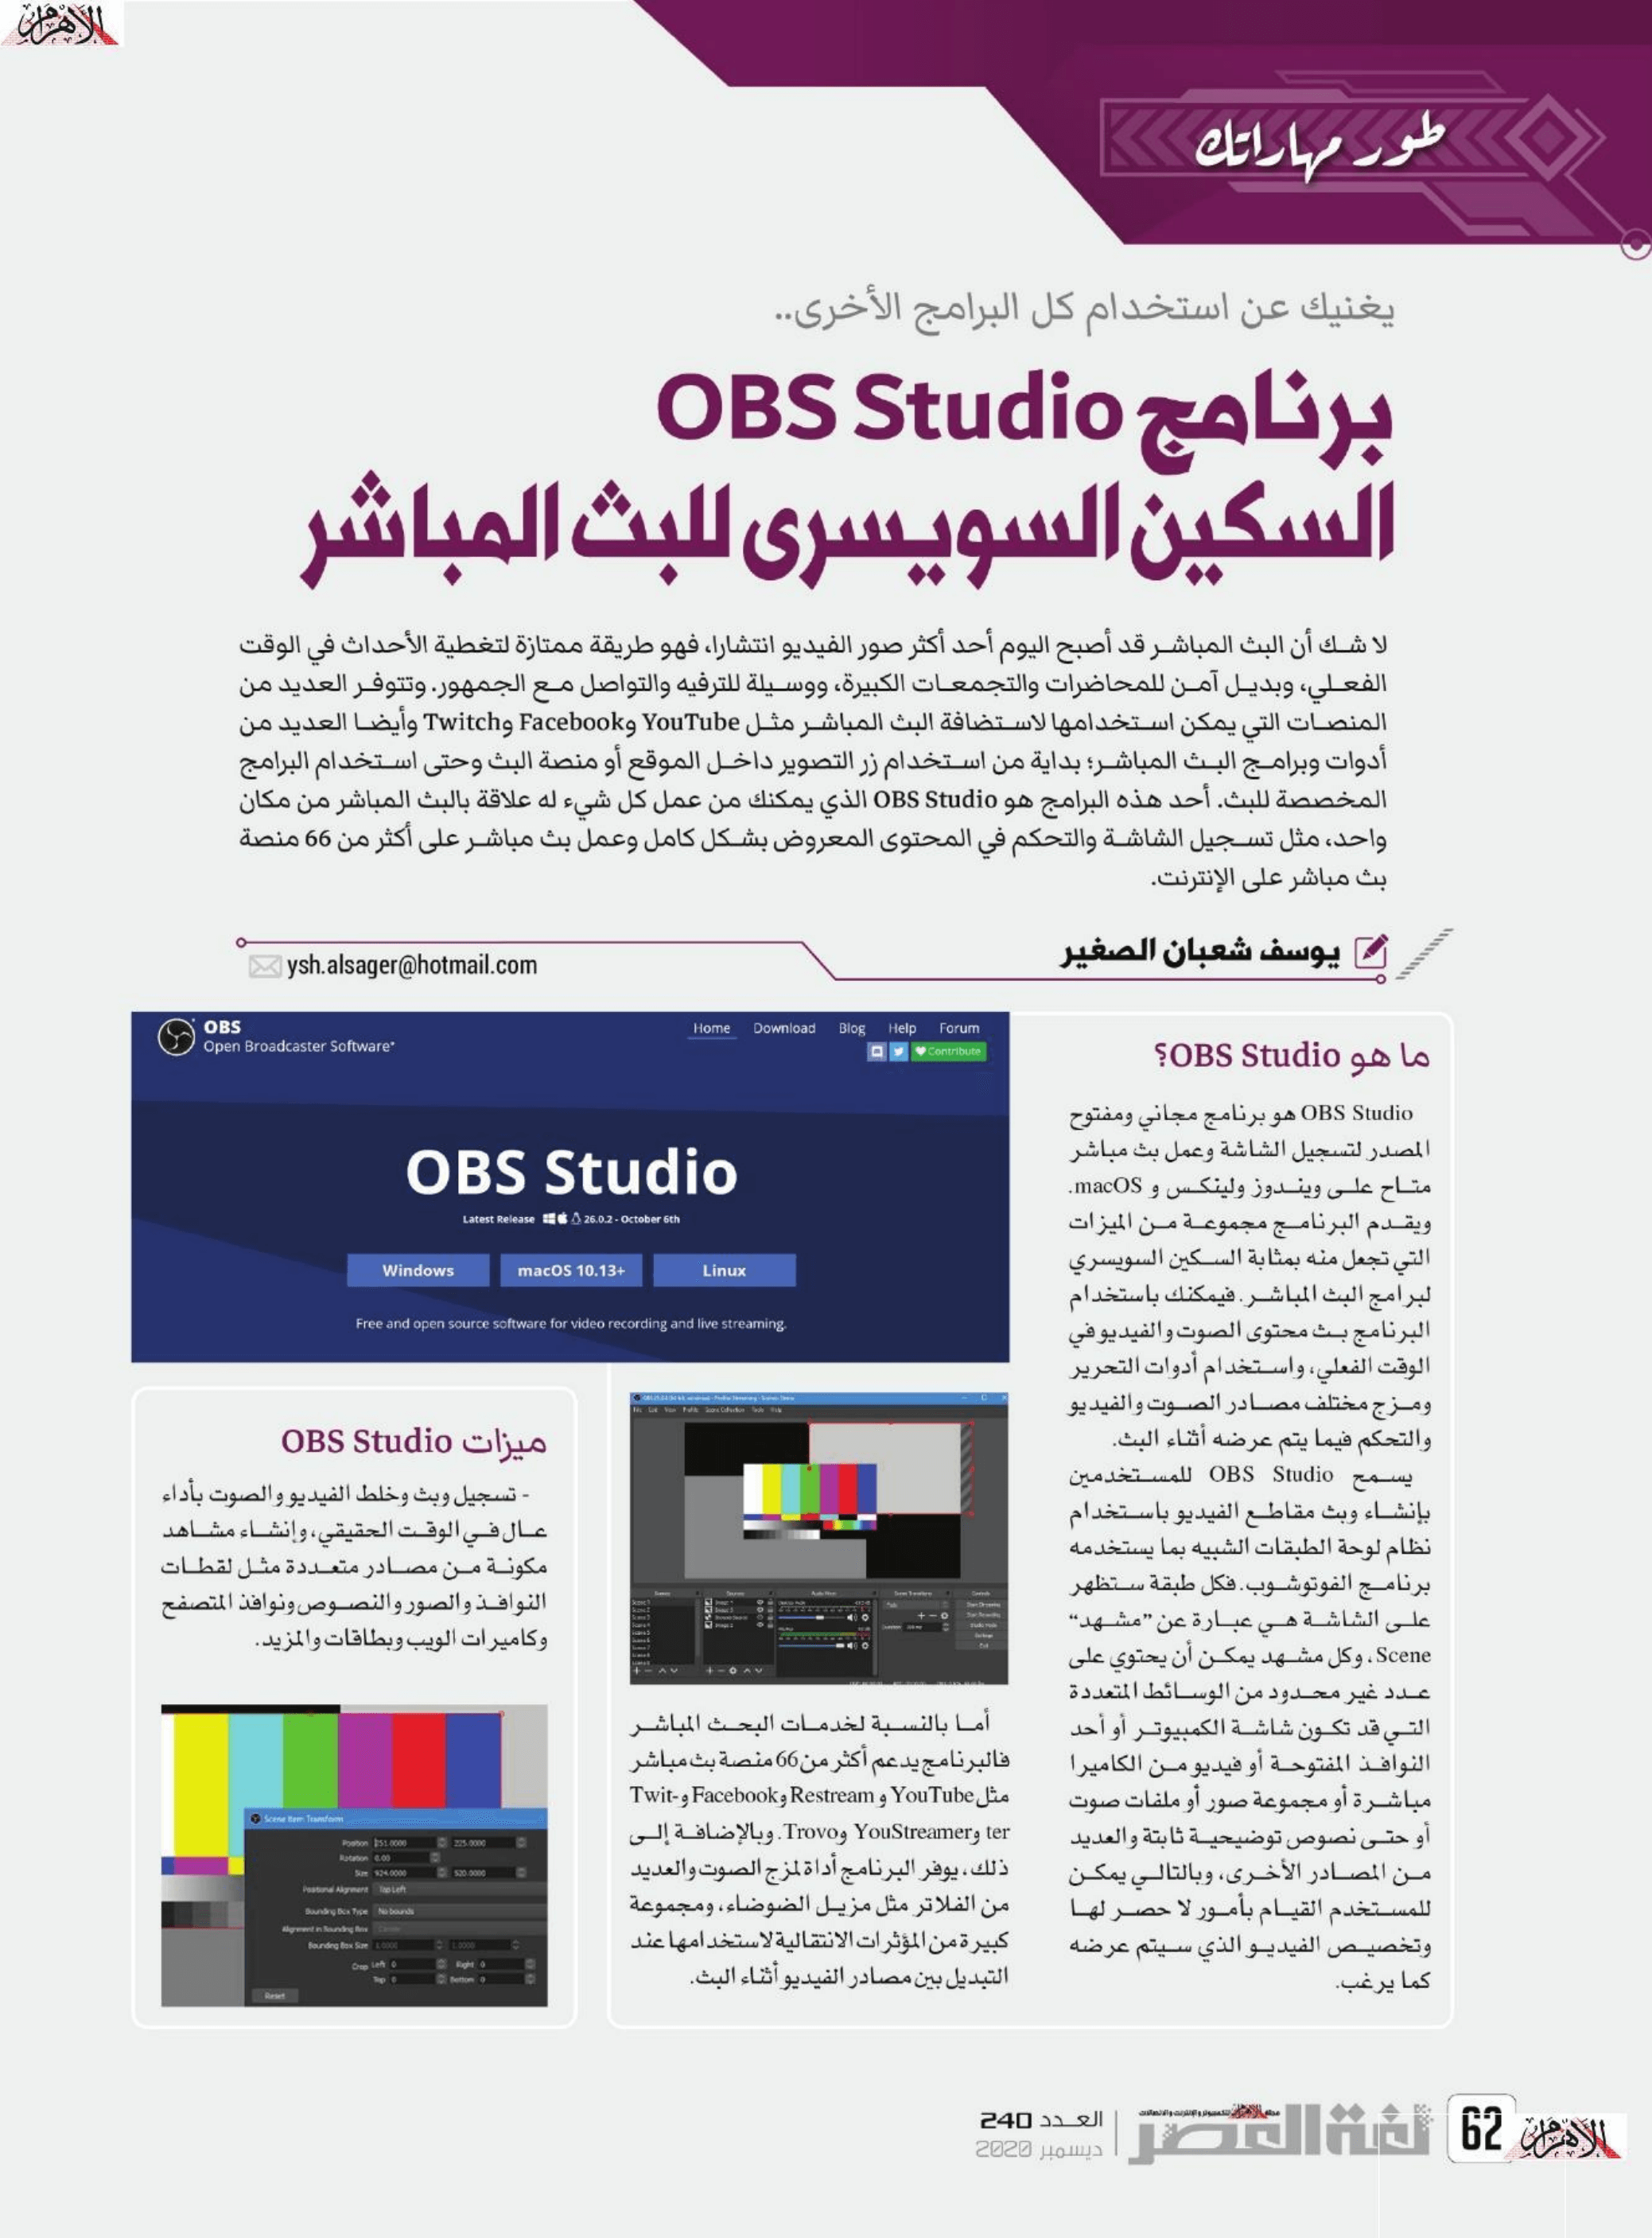 الأهرام
طور مهاراتك
يغنيك عن استخدام كل البرامج الأخرى..
برنامج OBS Studio
السكين السويسرى للبث المباشر
لا شك أن البث المباشر قد أصبح اليوم أحد أكثر صور الفيديو انتشارا، فهو طريقة ممتازة لتغطية الأحداث في الوقت
الفعلي، وبديل آمن للمحاضرات والتجمعات الكبيرة، ووسيلة للترفيه والتواصل مع الجمهور. وتتوفر العديد من
المنصات التي يمكن استخدامها لاستضافة البث المباشر مثل YouTube وFacebook وTwitch وأيضا العديد من
أدوات وبرامج البث المباشر؛ بداية من استخدام زر التصوير داخل الموقع أو منصة البث وحتى استخدام البرامج
المخصصة للبث. أحد هذه البرامج هو OBS Studio الذي يمكنك من عمل كل شيء له علاقة بالبث المباشر من مكان
واحد، مثل تسجيل الشاشة والتحكم في المحتوى المعروض بشكل كامل وعمل بث مباشر على أكثر من 66 منصة
بث مباشر على الإنترنت.
يوسف شعبان الصغير
ysh.alsager@hotmail.com
ما هو OBS Studio؟
OBS Studio هو برنامج مجاني ومفتوح
المصدر لتسجيل الشاشة وعمل بث مباشر
متاح على ويندوز ولينكس و macOS.
ويقدم البرنامج مجموعة من الميزات
التي تجعل منه بمثابة السكين السويسري
لبرامج البث المباشر. فيمكنك باستخدام
البرنامج بث محتوى الصوت والفيديو في
الوقت الفعلي، واستخدام أدوات التحرير
ومزج مختلف مصادر الصوت والفيديو
والتحكم فيما يتم عرضه أثناء البث.
يسمح OBS Studio للمستخدمين
بإنشاء وبث مقاطع الفيديو باستخدام
نظام لوحة الطبقات الشبيه بما يستخدمه
برنامج الفوتوشوب. فكل طبقة ستظهر
على الشاشة هي عبارة عن ”مشهد“
Scene، وكل مشهد يمكن أن يحتوي على
عدد غير محدود من الوسائط المتعددة
التي قد تكون شاشة الكمبيوتر أو أحد
النوافذ المفتوحة أو فيديو من الكاميرا
مباشرة أو مجموعة صور أو ملفات صوت
أو حتى نصوص توضيحية ثابتة والعديد
من المصادر الأخرى، وبالتالي يمكن
للمستخدم القيام بأمور لا حصر لها
وتخصيص الفيديو الذي سيتم عرضه
كما يرغب.
OBS
Open Broadcaster Software
Home Download Blog Help Forum
Contribute
OBS Studio
Latest Release 26.0.2 - October 6th
Windows macOS 10.13+ Linux
Free and open source software for video recording and live streaming.
أما بالنسبة لخدمات البحث المباشر
فالبرنامج يدعم أكثر من 66 منصة بث مباشر
مثل YouTube و Restream وFacebook و Twit-
ter وYouStreamer وTrovo. وبالإضافة إلى
ذلك، يوفر البرنامج أداة لمزج الصوت والعديد
من الفلاتر مثل مزيل الضوضاء، ومجموعة
كبيرة من المؤثرات الانتقالية لاستخدامها عند
التبديل بين مصادر الفيديو أثناء البث.
ميزات OBS Studio
- تسجيل وبث وخلط الفيديو والصوت بأداء
عال في الوقت الحقيقي، وإنشاء مشاهد
مكونة من مصادر متعددة مثل لقطات
النوافذ والصور والنصوص ونوافذ المتصفح
وكاميرات الويب وبطاقات والمزيد.
Scene Item Transform
Position 251.0000 225.0000
Rotation 0.00
Size 924.0000 520.0000
Positional Alignment Top Left
Bounding Box Type No bounds
Alignment in Bounding Box
Bounding Box Size
Crop Left 0 Right 0
Top 0 Bottom 0
Reset
62
لغة العصر
العدد 240
ديسمبر 2020
الأهرام